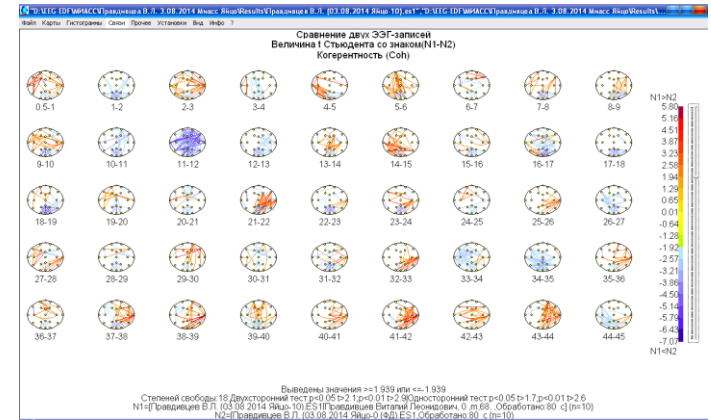 "D:\EEG-EDF\МИАСС\Правдивцев В.Л. 3.08.2014 Миасс Яйцо\Results\Правдивцев В.Л. (03.08.2014 Яйцо-10).es1","D:\EEG-EDF\МИАСС\Правдивцев В.Л. 3.08.2014 Миасс Яйцо\Results\
Файл Карты Гистограммы Связи Прочее Установки Вид Инфо ?
Сравнение двух ЭЭГ-записей
Величина t Стьюдента со знаком(N1-N2)
Когерентность (Coh)
0.5-1 1-2 2-3 3-4 4-5 5-6 6-7 7-8 8-9
9-10 10-11 11-12 12-13 13-14 14-15 15-16 16-17 17-18
18-19 19-20 20-21 21-22 22-23 23-24 24-25 25-26 26-27
27-28 28-29 29-30 30-31 31-32 32-33 33-34 34-35 35-36
36-37 37-38 38-39 39-40 40-41 41-42 42-43 43-44 44-45
N1>N2
5.80
5.16
4.51
3.87
3.23
2.58
1.94
1.29
0.65
0.01
-0.64
-1.28
-1.92
-2.57
-3.21
-3.86
-4.50
-5.14
-5.79
-6.43
-7.07
N1<N2
Выведены значения >=1.939 или <=-1.939
Степеней свободы:18.Двухсторонний тест:p<0.05 t>2.1;p<0.01 t>2.9|Односторонний тест:p<0.05 t>1.7;p<0.01 t>2.6
N1=[Правдивцев В.Л. (03.08.2014 Яйцо-10).ES1|Правдивцев Виталий Леонидович, 0 ,m,68, ,Обработано:80 с] (n=10)
N2=[Правдивцев В.Л. (03.08.2014 Яйцо-0 (ФД).ES1,Обработано:80 с (n=10)